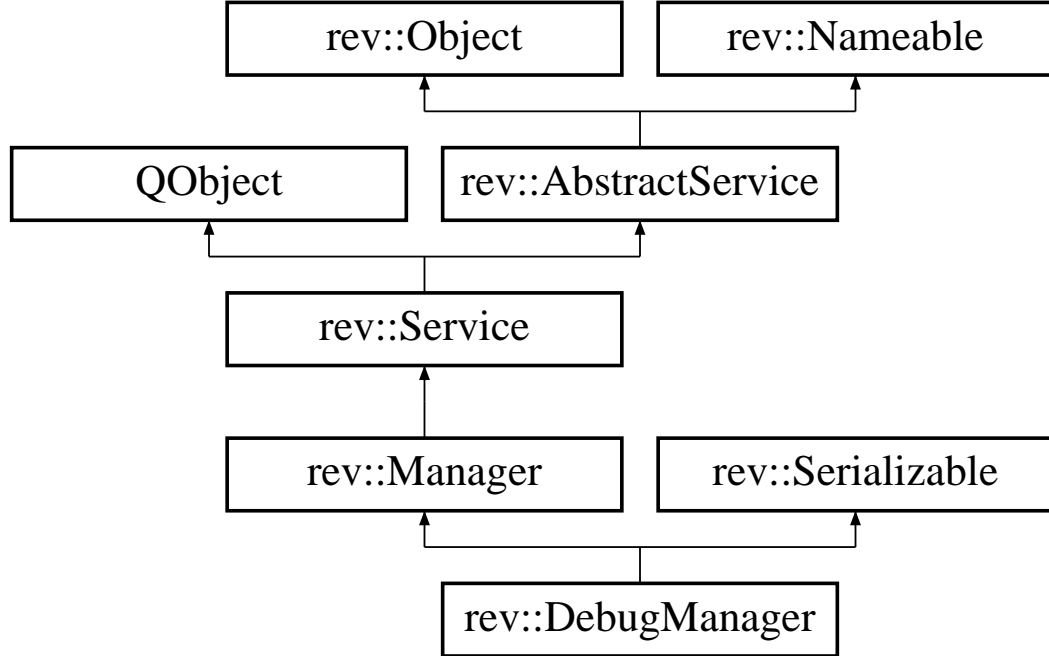 rev::Object
rev::Nameable
QObject
rev::AbstractService
rev::Service
rev::Manager
rev::Serializable
rev::DebugManager